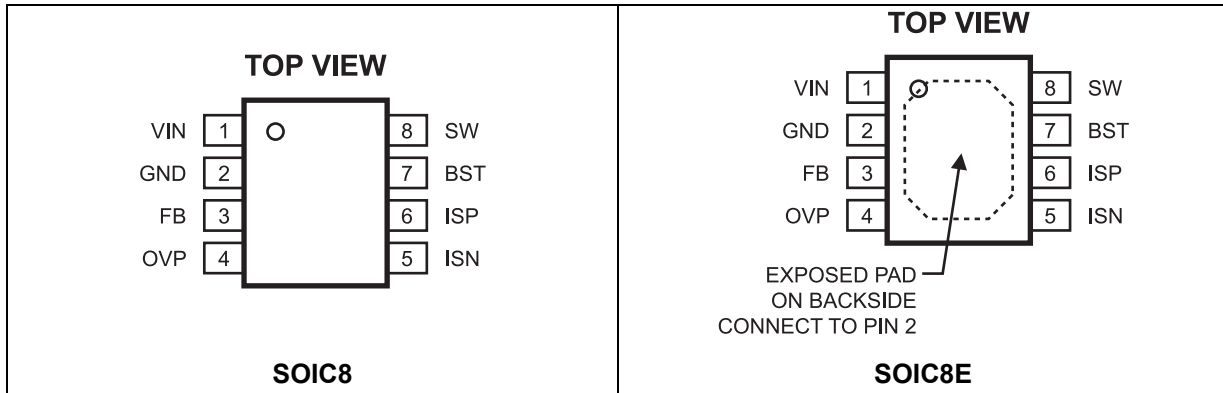 TOP VIEW
VIN 1 8 SW
GND 2 7 BST
FB 3 6 ISP
OVP 4 5 ISN
SOIC8
TOP VIEW
VIN 1 8 SW
GND 2 7 BST
FB 3 6 ISP
OVP 4 5 ISN
EXPOSED PAD
ON BACKSIDE
CONNECT TO PIN 2
SOIC8E